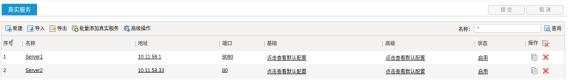 真实服务
提 交
取 消
新建 导入 导出 批量添加真实服务 高级操作
名称： * 查询
序号 名称 地址 端口 基础 高级 状态 操作
1 Server1 10.11.58.1 8080 点击查看默认配置 点击查看默认配置 启用
2 Server2 10.11.58.33 80 点击查看默认配置 点击查看默认配置 启用